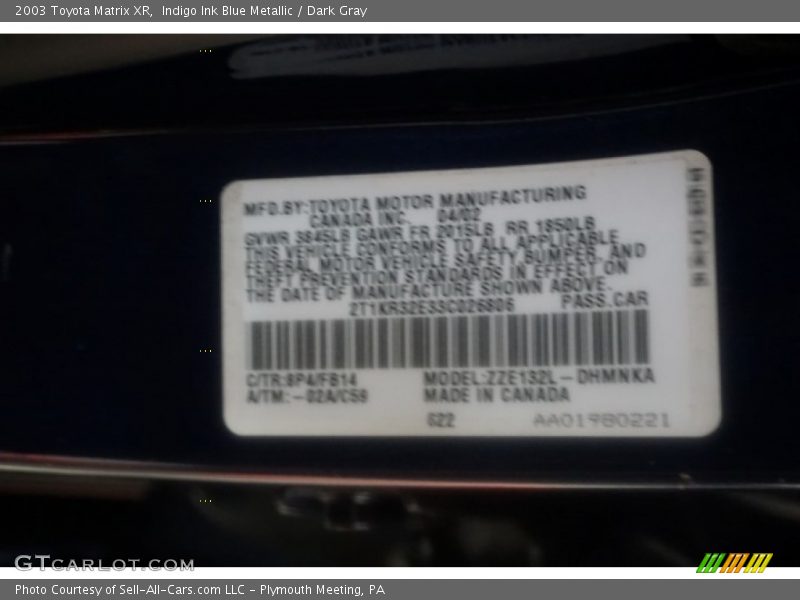 2003 Toyota Matrix XR, Indigo Ink Blue Metallic / Dark Gray
MFD.BY:TOYOTA MOTOR MANUFACTURING
CANADA INC. 04/02
GVWR 3845LB GAWR FR 2015LB RR 1850LB
THIS VEHICLE CONFORMS TO ALL APPLICABLE
FEDERAL MOTOR VEHICLE SAFETY,BUMPER, AND
THEFT PREVENTION STANDARDS IN EFFECT ON
THE DATE OF MANUFACTURE SHOWN ABOVE.
2T1KR32E33C026806 PASS.CAR
C/TR:8P4/FB14 MODEL:ZZE132L-DHMNKA
A/TM:-02A/C59 MADE IN CANADA
G22 AA01980221
GTCARLOT.COM
Photo Courtesy of Sell-All-Cars.com LLC - Plymouth Meeting, PA